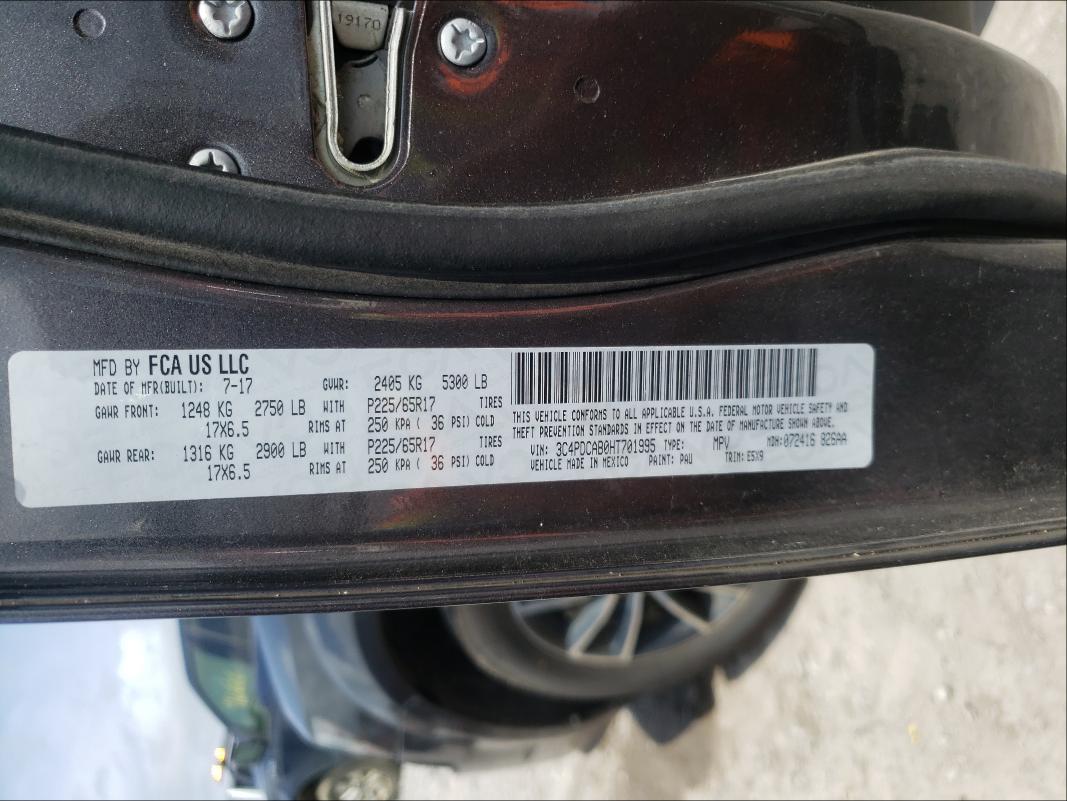 19170
MFD BY FCA US LLC
DATE OF MFR(BUILT): 7-17 GVWR: 2405 KG 5300 LB
GAWR FRONT: 1248 KG 2750 LB WITH P225/65R17 TIRES
17X6.5 RIMS AT 250 KPA ( 36 PSI) COLD
GAWR REAR: 1316 KG 2900 LB WITH P225/65R17 TIRES
17X6.5 RIMS AT 250 KPA ( 36 PSI) COLD
THIS VEHICLE CONFORMS TO ALL APPLICABLE U.S.A. FEDERAL MOTOR VEHICLE SAFETY AND
THEFT PREVENTION STANDARDS IN EFFECT ON THE DATE OF MANUFACTURE SHOWN ABOVE.
VIN: 3C4PDCAB0HT701995 TYPE: MPV MDH:072416 826AA
VEHICLE MADE IN MEXICO PAINT: PAU TRIM: E5X9